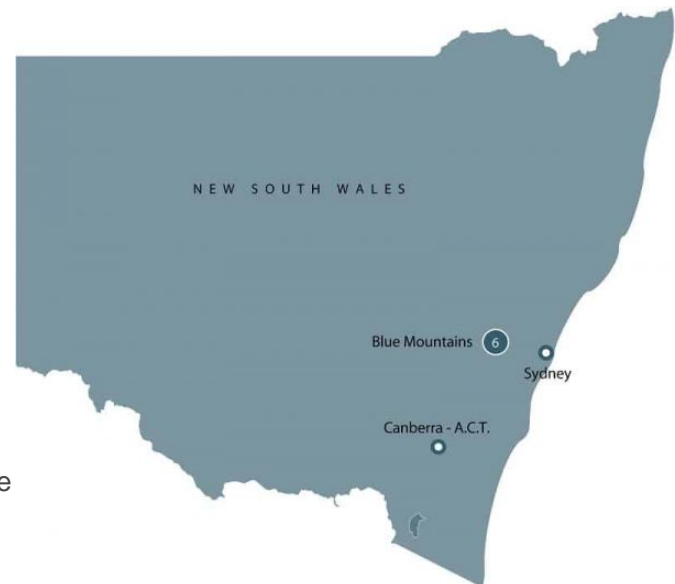 NEW SOUTH WALES
Blue Mountains 6
Sydney
Canberra - A.C.T.
e